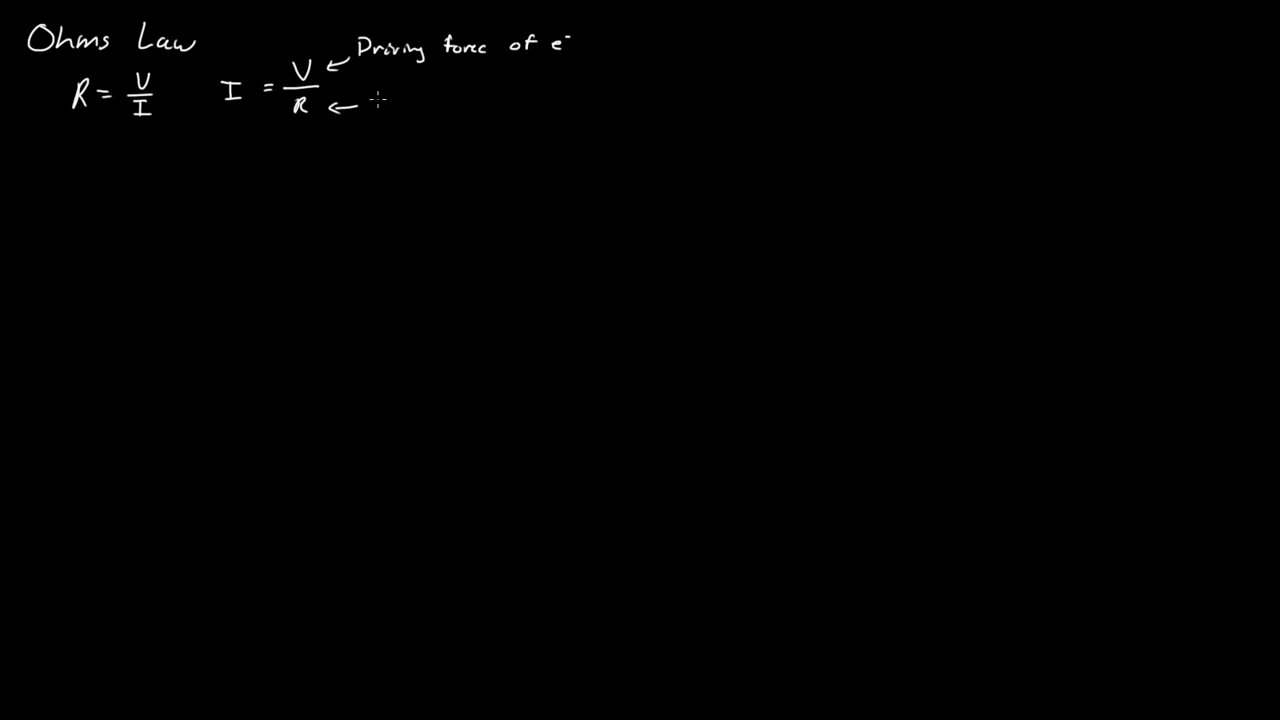 Ohms Law
R = V/I I = V/R ← Driving force of e⁻
←